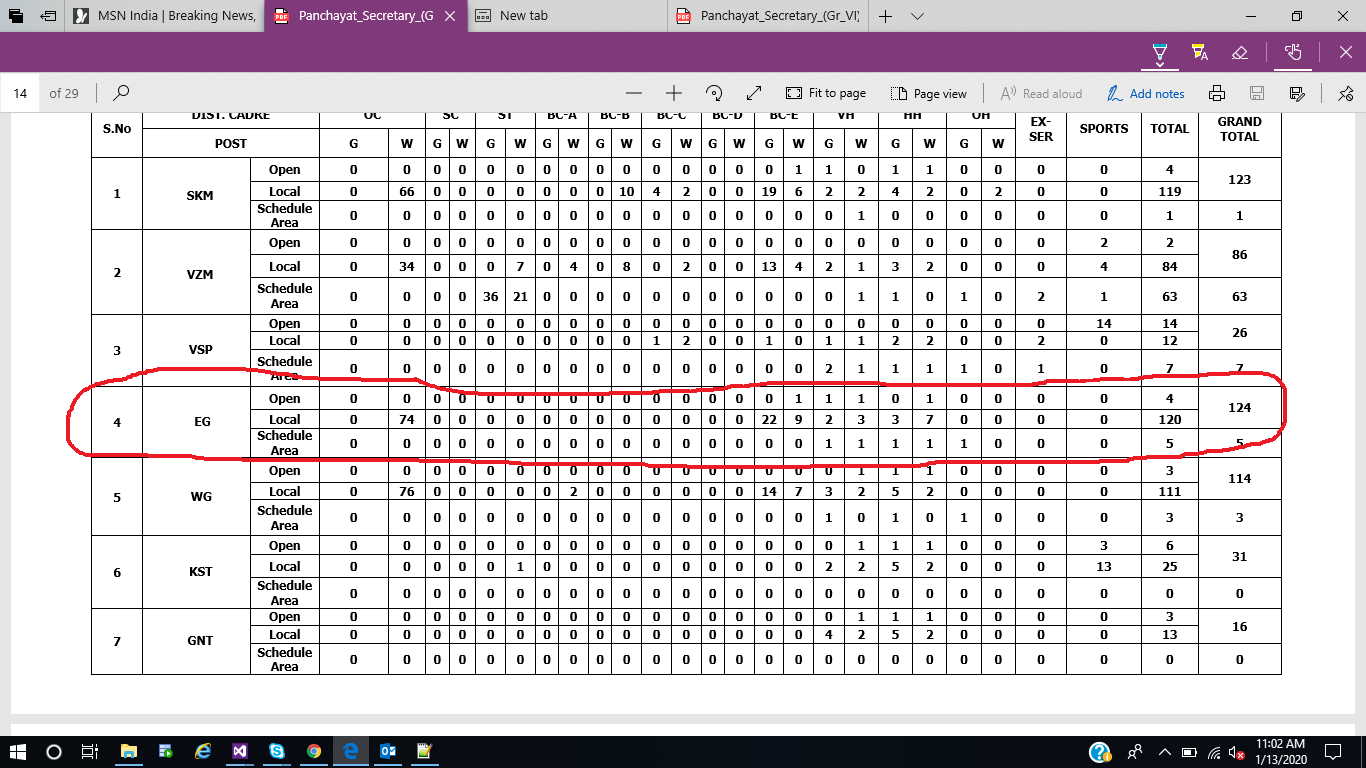 MSN India | Breaking News, Panchayat_Secretary_(G New tab Panchayat_Secretary_(Gr_VI)
14 of 29 Fit to page Page view Read aloud Add notes
S.No DIST. CADRE OC SC ST BC-A BC-B BC-C BC-D BC-E VH HH OH EX-SER SPORTS TOTAL GRAND TOTAL
POST G W G W G W G W G W G W G W G W G W G W G W
1 SKM Open 0 0 0 0 0 0 0 0 0 0 0 0 0 0 0 1 1 0 1 1 0 0 0 0 4 123
Local 0 66 0 0 0 0 0 0 0 10 4 2 0 0 19 6 2 2 4 2 0 2 0 0 119
Schedule Area 0 0 0 0 0 0 0 0 0 0 0 0 0 0 0 0 0 1 0 0 0 0 0 0 1 1
2 VZM Open 0 0 0 0 0 0 0 0 0 0 0 0 0 0 0 0 0 0 0 0 0 0 0 2 2 86
Local 0 34 0 0 0 7 0 4 0 8 0 2 0 0 13 4 2 1 3 2 0 0 0 4 84
Schedule Area 0 0 0 0 36 21 0 0 0 0 0 0 0 0 0 0 0 1 1 0 1 0 2 1 63 63
3 VSP Open 0 0 0 0 0 0 0 0 0 0 0 0 0 0 0 0 0 0 0 0 0 0 0 14 14 26
Local 0 0 0 0 0 0 0 0 0 0 1 2 0 0 1 0 1 1 2 2 0 0 2 0 12
Schedule Area 0 0 0 0 0 0 0 0 0 0 0 0 0 0 0 0 2 1 1 1 1 0 1 0 7 7
4 EG Open 0 0 0 0 0 0 0 0 0 0 0 0 0 0 0 1 1 1 0 1 0 0 0 0 4 124
Local 0 74 0 0 0 0 0 0 0 0 0 0 0 0 22 9 2 3 3 7 0 0 0 0 120
Schedule Area 0 0 0 0 0 0 0 0 0 0 0 0 0 0 0 0 1 1 1 1 1 0 0 0 5 5
5 WG Open 0 0 0 0 0 0 0 0 0 0 0 0 0 0 0 0 0 1 1 1 0 0 0 0 3 114
Local 0 76 0 0 0 0 0 2 0 0 0 0 0 0 14 7 3 2 5 2 0 0 0 0 111
Schedule Area 0 0 0 0 0 0 0 0 0 0 0 0 0 0 0 0 1 0 1 0 1 0 0 0 3 3
6 KST Open 0 0 0 0 0 0 0 0 0 0 0 0 0 0 0 0 0 1 1 1 0 0 0 3 6 31
Local 0 0 0 0 0 1 0 0 0 0 0 0 0 0 0 0 2 2 5 2 0 0 0 13 25
Schedule Area 0 0 0 0 0 0 0 0 0 0 0 0 0 0 0 0 0 0 0 0 0 0 0 0 0 0
7 GNT Open 0 0 0 0 0 0 0 0 0 0 0 0 0 0 0 0 0 1 1 1 0 0 0 0 3 16
Local 0 0 0 0 0 0 0 0 0 0 0 0 0 0 0 0 4 2 5 2 0 0 0 0 13
Schedule Area 0 0 0 0 0 0 0 0 0 0 0 0 0 0 0 0 0 0 0 0 0 0 0 0 0 0
11:02 AM
1/13/2020